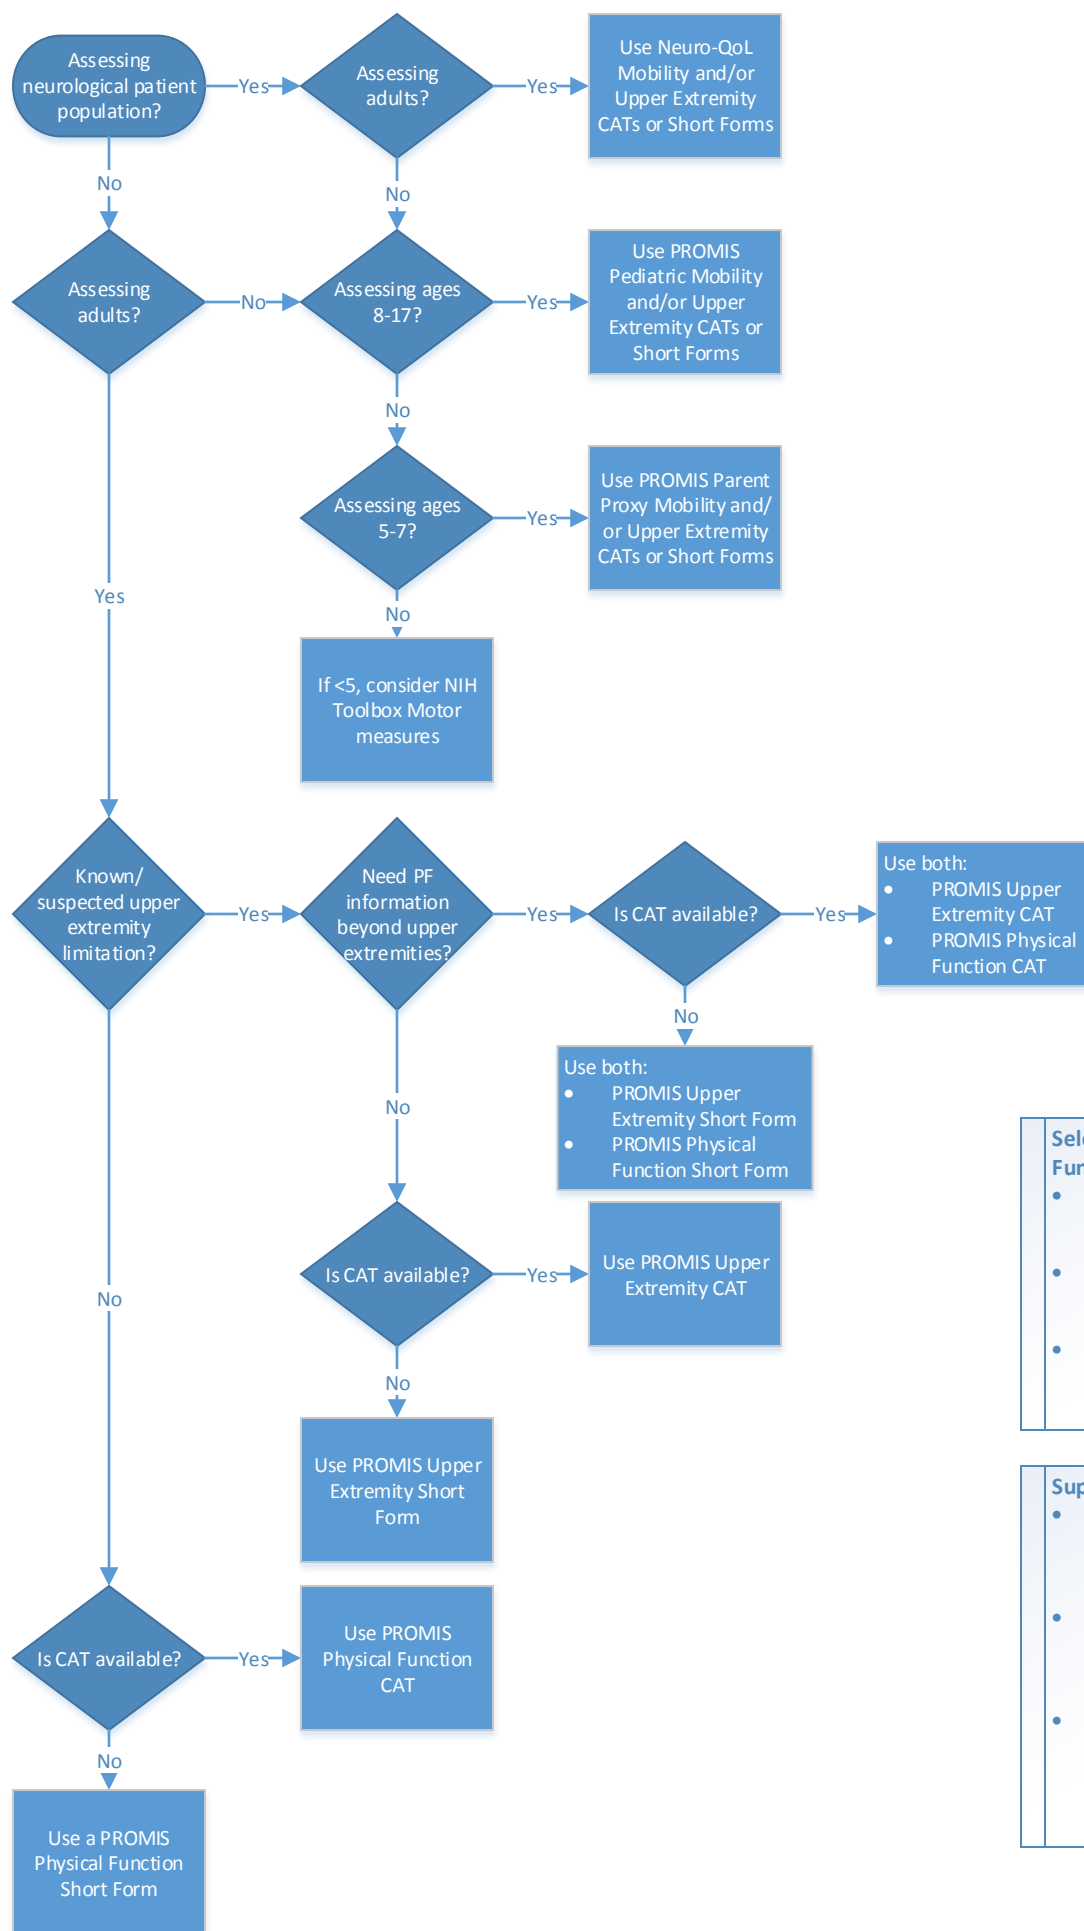 Assessing
neurological patient
population?
Yes
Assessing
adults?
Yes
Use Neuro-QoL
Mobility and/or
Upper Extremity
CATs or Short Forms
No
No
Assessing
adults?
No
Assessing ages
8-17?
Yes
Use PROMIS
Pediatric Mobility
and/or Upper
Extremity CATs or
Short Forms
No
Assessing ages
5-7?
Yes
Use PROMIS Parent
Proxy Mobility and/
or Upper Extremity
CATs or Short Forms
Yes
No
If <5, consider NIH
Toolbox Motor
measures
Known/
suspected upper
extremity
limitation?
Yes
Need PF
information
beyond upper
extremities?
Yes
Is CAT available?
Yes
Use both:
• PROMIS Upper
Extremity CAT
• PROMIS Physical
Function CAT
No
Use both:
• PROMIS Upper
Extremity Short Form
• PROMIS Physical
Function Short Form
No
Is CAT available?
Yes
Use PROMIS Upper
Extremity CAT
No
No
Use PROMIS Upper
Extremity Short
Form
Is CAT available?
Yes
Use PROMIS
Physical Function
CAT
No
Use a PROMIS
Physical Function
Short Form